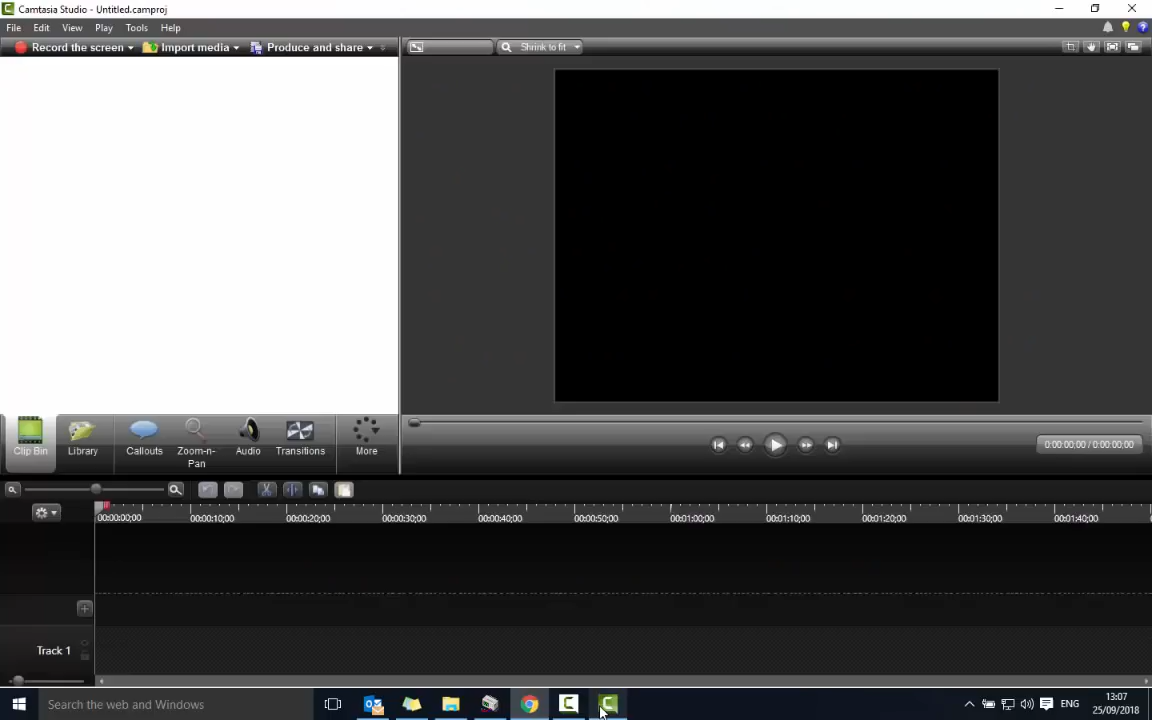 Camtasia Studio - Untitled.camproj
File Edit View Play Tools Help
Record the screen Import media Produce and share Shrink to fit
Clip Bin Library Callouts Zoom-n-Pan Audio Transitions More
0:00:00;00 / 0:00:00;00
00:00:00;00 00:00:10;00 00:00:20;00 00:00:30;00 00:00:40;00 00:00:50;00 00:01:00;00 00:01:10;00 00:01:20;00 00:01:30;00 00:01:40;00
Track 1
Search the web and Windows
ENG
13:07
25/09/2018